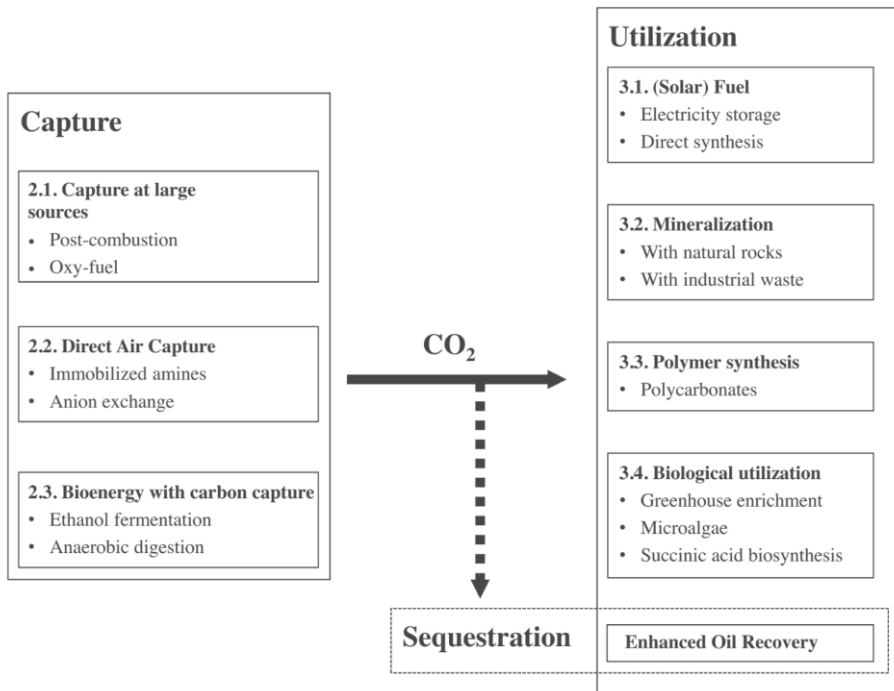 Capture
2.1. Capture at large
sources
• Post-combustion
• Oxy-fuel
2.2. Direct Air Capture
• Immobilized amines
• Anion exchange
2.3. Bioenergy with carbon capture
• Ethanol fermentation
• Anaerobic digestion
CO₂
Utilization
3.1. (Solar) Fuel
• Electricity storage
• Direct synthesis
3.2. Mineralization
• With natural rocks
• With industrial waste
3.3. Polymer synthesis
• Polycarbonates
3.4. Biological utilization
• Greenhouse enrichment
• Microalgae
• Succinic acid biosynthesis
Sequestration
Enhanced Oil Recovery